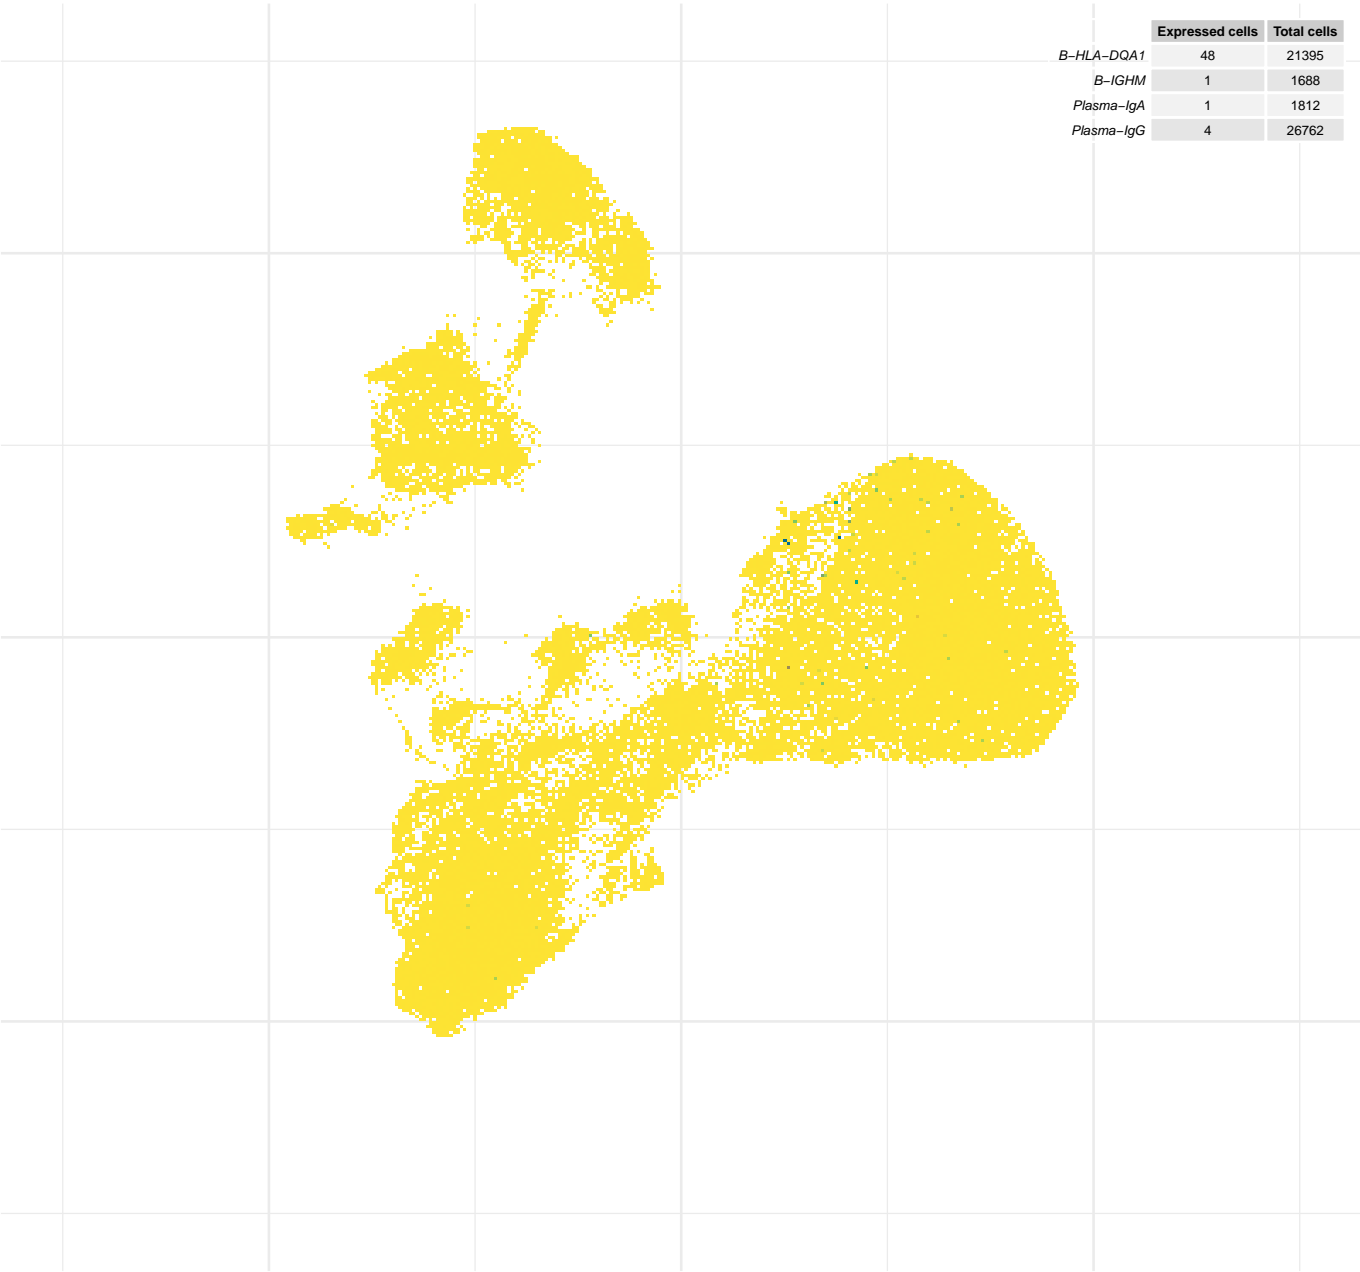 Expressed cells Total cells
B−HLA−DQA1 48 21395
B−IGHM 1 1688
Plasma−IgA 1 1812
Plasma−IgG 4 26762